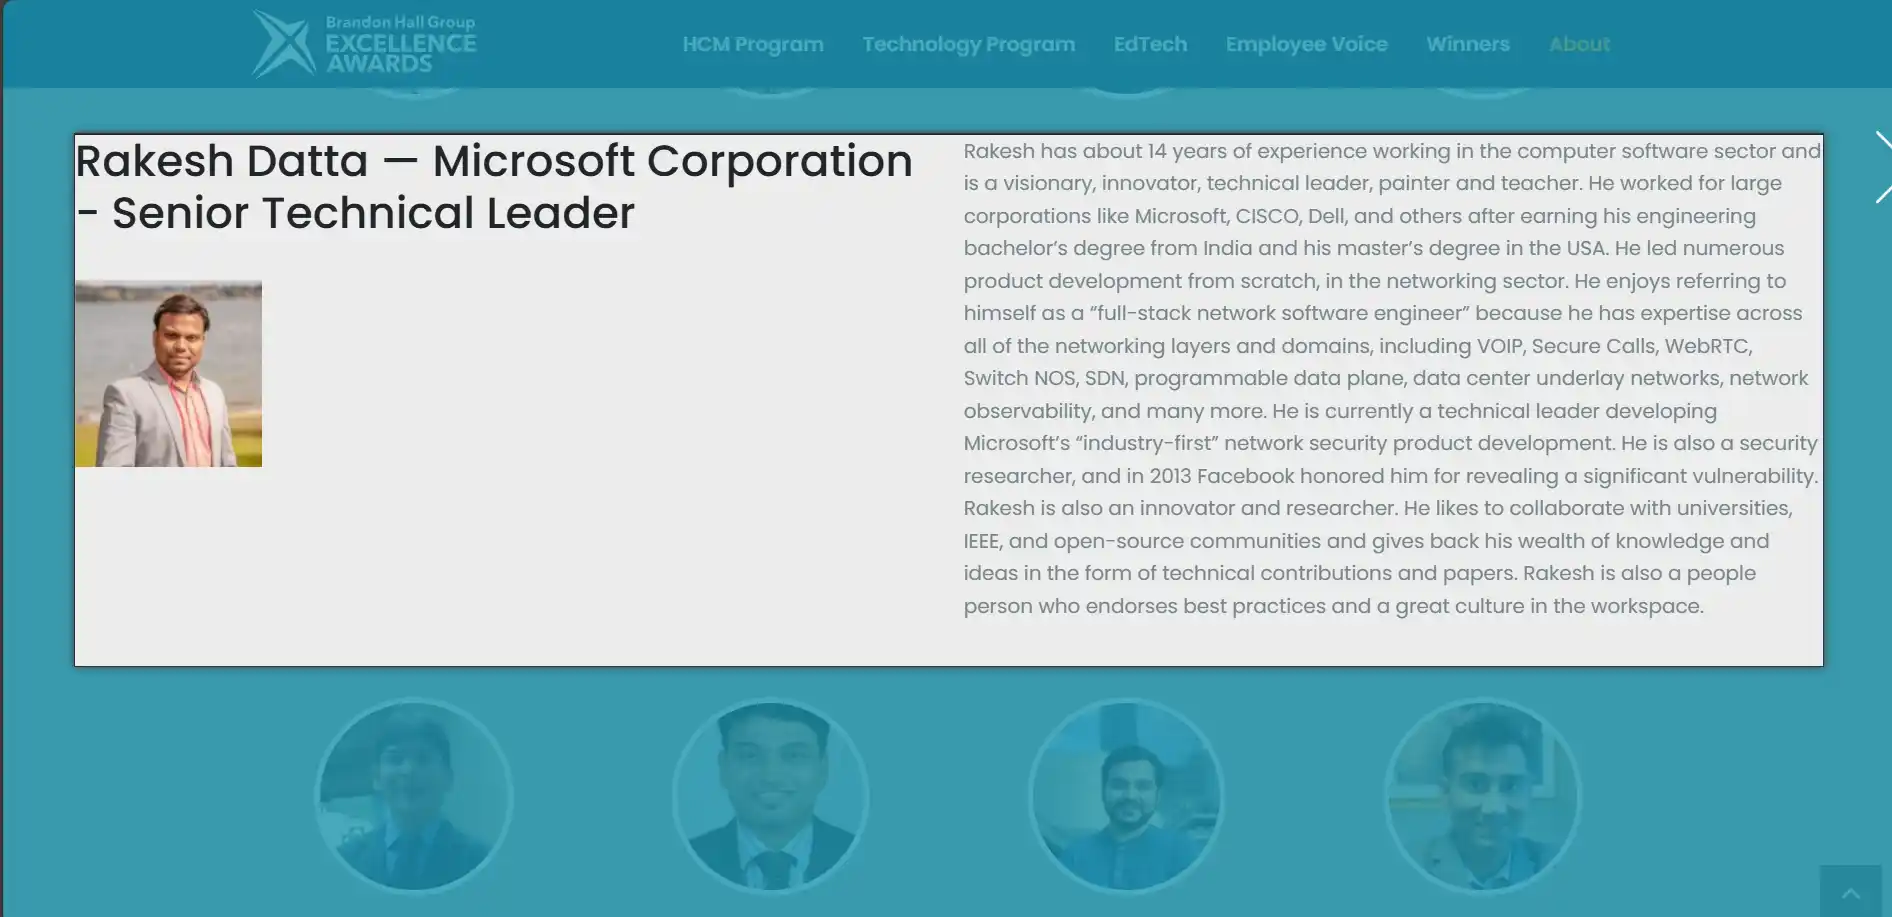 Brandon Hall Group
EXCELLENCE
AWARDS
HCM Program
Technology Program
EdTech
Employee Voice
Winners
About
Rakesh Datta — Microsoft Corporation
- Senior Technical Leader
Rakesh has about 14 years of experience working in the computer software sector and
is a visionary, innovator, technical leader, painter and teacher. He worked for large
corporations like Microsoft, CISCO, Dell, and others after earning his engineering
bachelor’s degree from India and his master’s degree in the USA. He led numerous
product development from scratch, in the networking sector. He enjoys referring to
himself as a “full-stack network software engineer” because he has expertise across
all of the networking layers and domains, including VOIP, Secure Calls, WebRTC,
Switch NOS, SDN, programmable data plane, data center underlay networks, network
observability, and many more. He is currently a technical leader developing
Microsoft’s “industry-first” network security product development. He is also a security
researcher, and in 2013 Facebook honored him for revealing a significant vulnerability.
Rakesh is also an innovator and researcher. He likes to collaborate with universities,
IEEE, and open-source communities and gives back his wealth of knowledge and
ideas in the form of technical contributions and papers. Rakesh is also a people
person who endorses best practices and a great culture in the workspace.